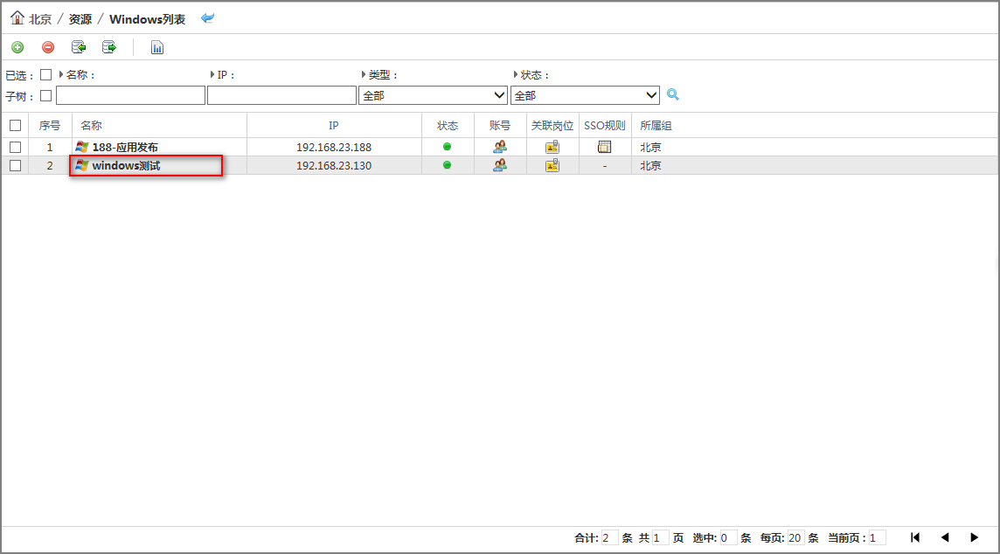 北京 / 资源 / Windows列表
已选： 名称： IP： 类型： 状态：
子树： 全部 全部
序号 名称 IP 状态 账号 关联岗位 SSO规则 所属组
1 188-应用发布 192.168.23.188 北京
2 windows测试 192.168.23.130 - 北京
合计: 2 条 共 1 页 选中: 0 条 每页: 20 条 当前页: 1